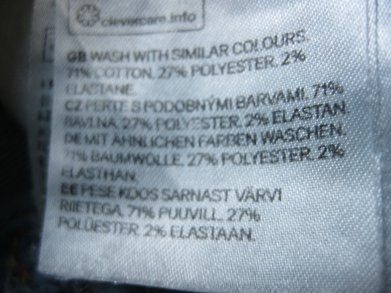 clevercare.info
GB WASH WITH SIMILAR COLOURS.
71% COTTON. 27% POLYESTER. 2%
ELASTANE.
CZ PERTE S PODOBNÝMI BARVAMI. 71%
BAVLNA. 27% POLYESTER. 2% ELASTAN.
DE MIT ÄHNLICHEN FARBEN WASCHEN.
71% BAUMWOLLE. 27% POLYESTER. 2%
ELASTHAN.
EE PESE KOOS SARNAST VÄRVI
RIIETEGA. 71% PUUVILL. 27%
POLÜESTER. 2% ELASTAAN.